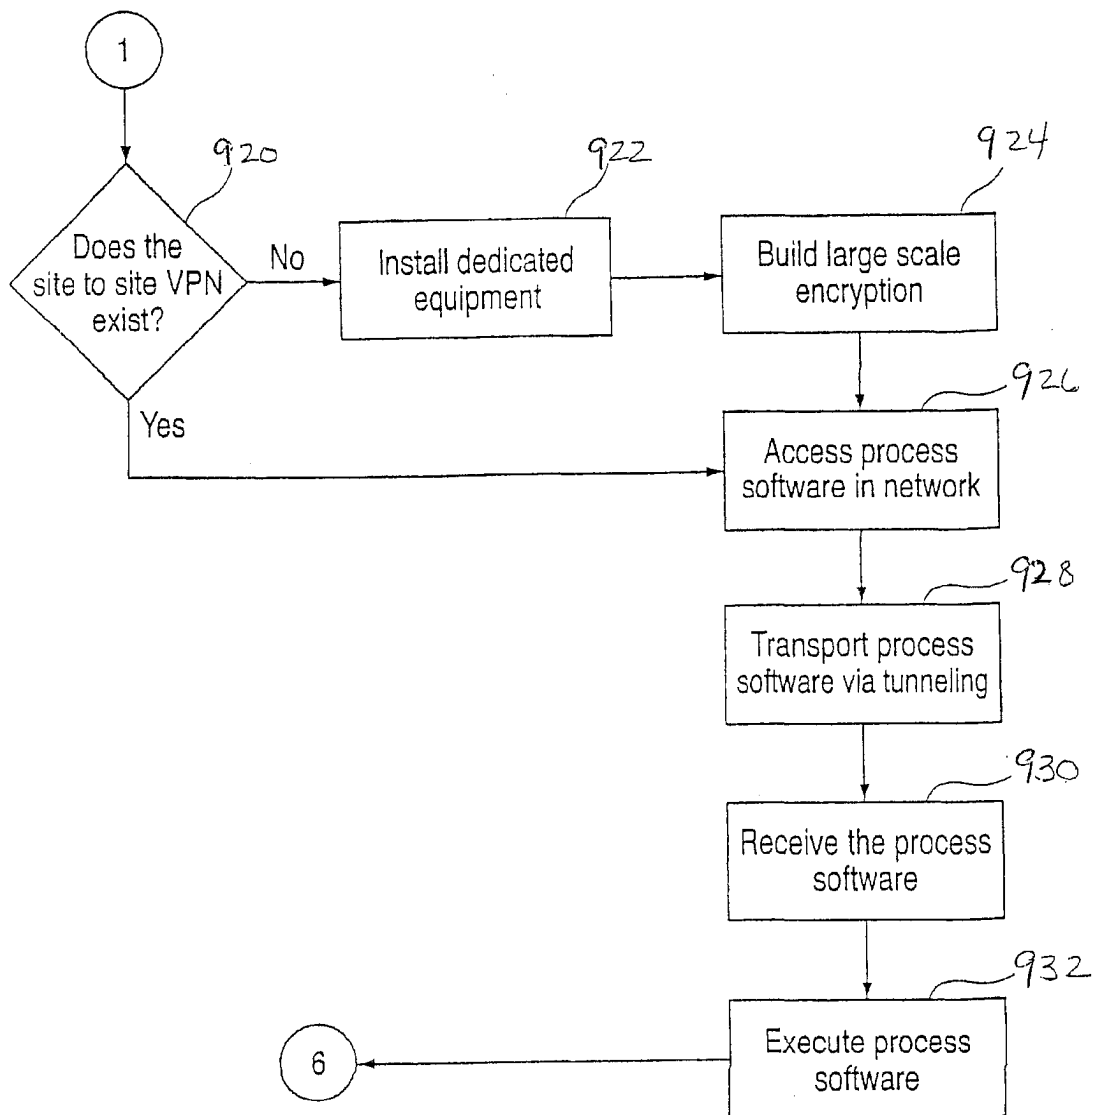 1
920
Does the
site to site VPN
exist?
No
Yes
922
Install dedicated
equipment
924
Build large scale
encryption
926
Access process
software in network
928
Transport process
software via tunneling
930
Receive the process
software
932
Execute process
software
6